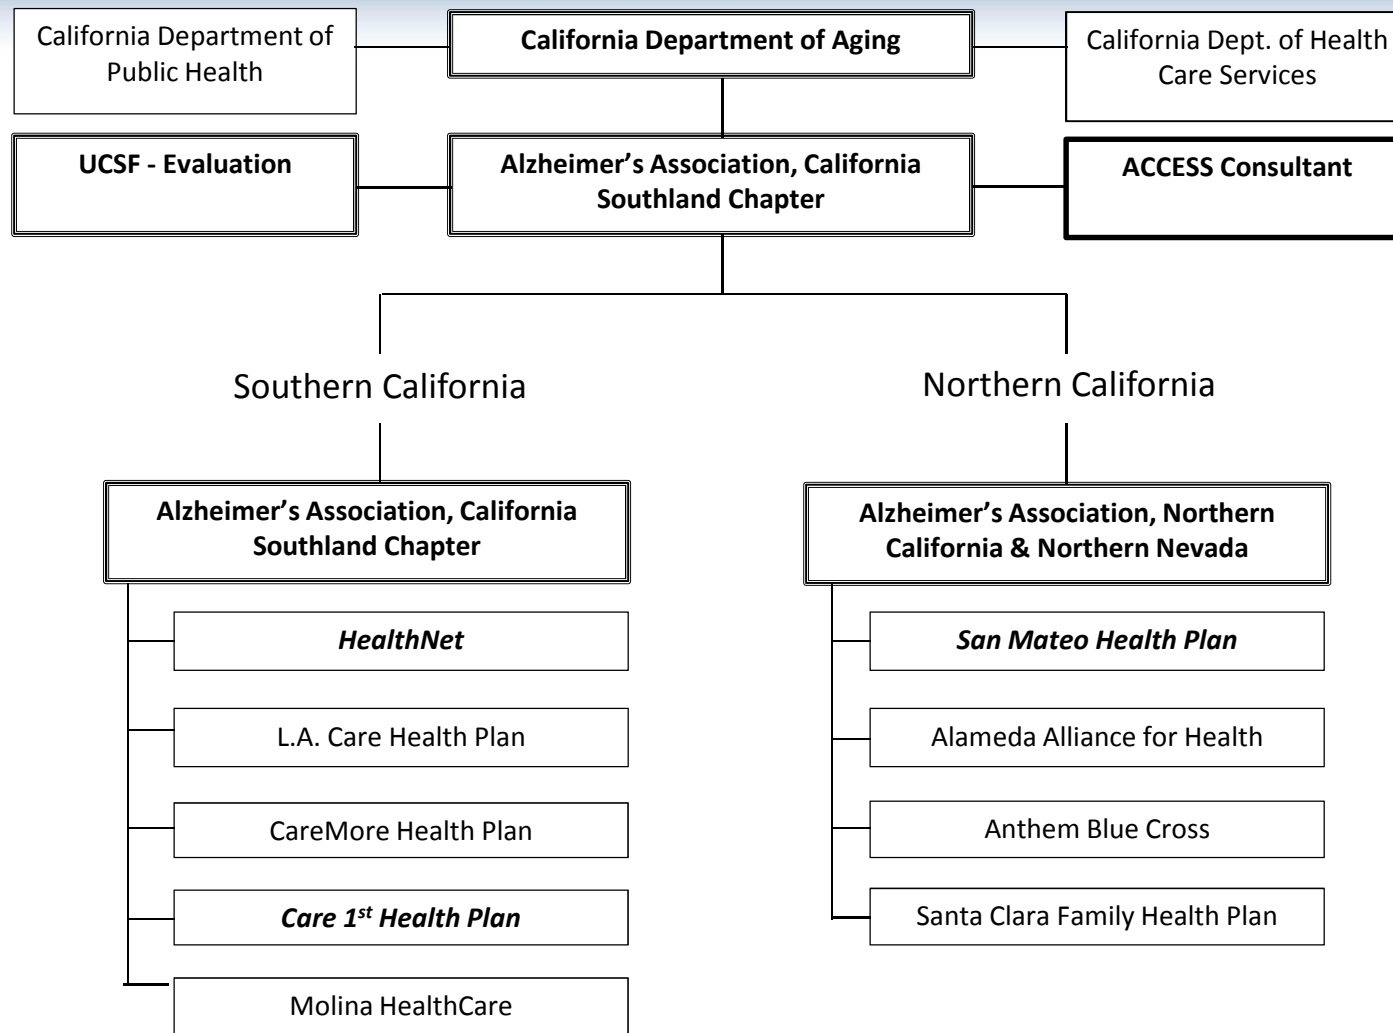 California Department of
Public Health
California Department of Aging
California Dept. of Health
Care Services
UCSF - Evaluation
Alzheimer’s Association, California
Southland Chapter
ACCESS Consultant
Southern California
Northern California
Alzheimer’s Association, California
Southland Chapter
Alzheimer’s Association, Northern
California & Northern Nevada
HealthNet
San Mateo Health Plan
L.A. Care Health Plan
Alameda Alliance for Health
CareMore Health Plan
Anthem Blue Cross
Care 1st Health Plan
Santa Clara Family Health Plan
Molina HealthCare